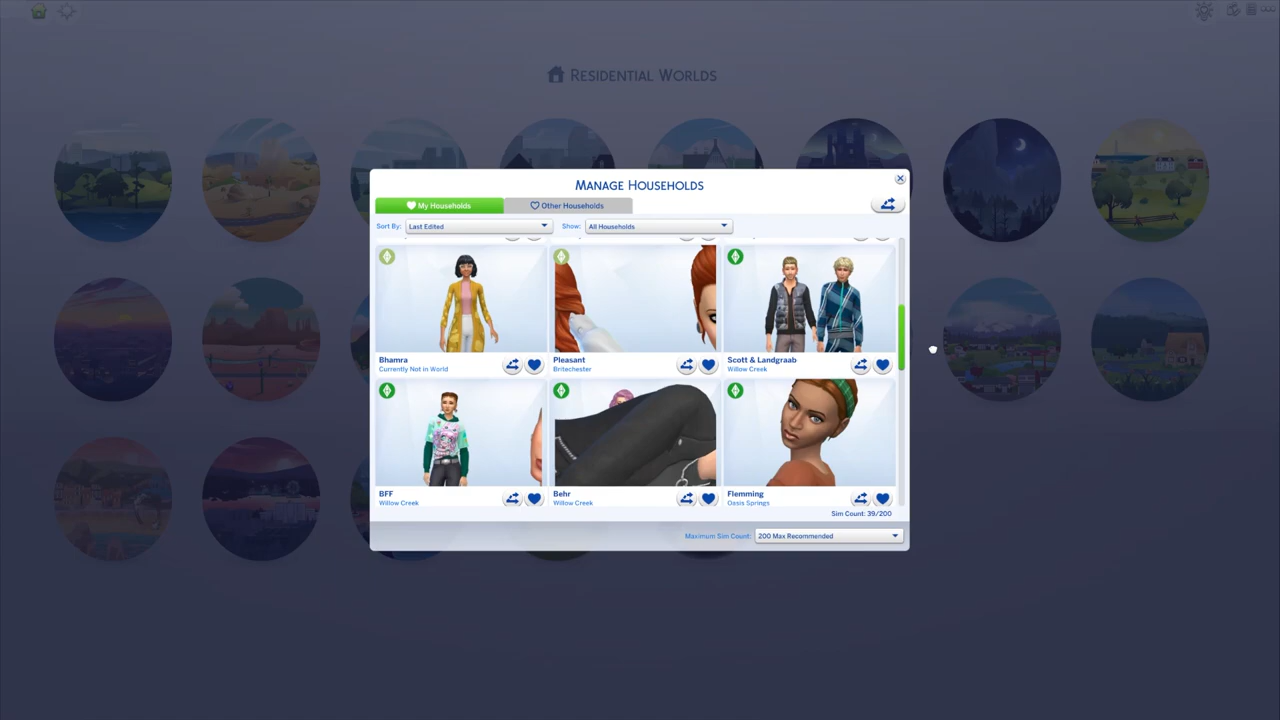 RESIDENTIAL WORLDS
MANAGE HOUSEHOLDS
My Households
Other Households
Sort By:
Last Edited
Show:
All Households
Bhamra
Currently Not in World
Pleasant
Britechester
Scott & Landgraab
Willow Creek
BFF
Willow Creek
Behr
Willow Creek
Flemming
Oasis Springs
Sim Count: 39/200
Maximum Sim Count:
200 Max Recommended